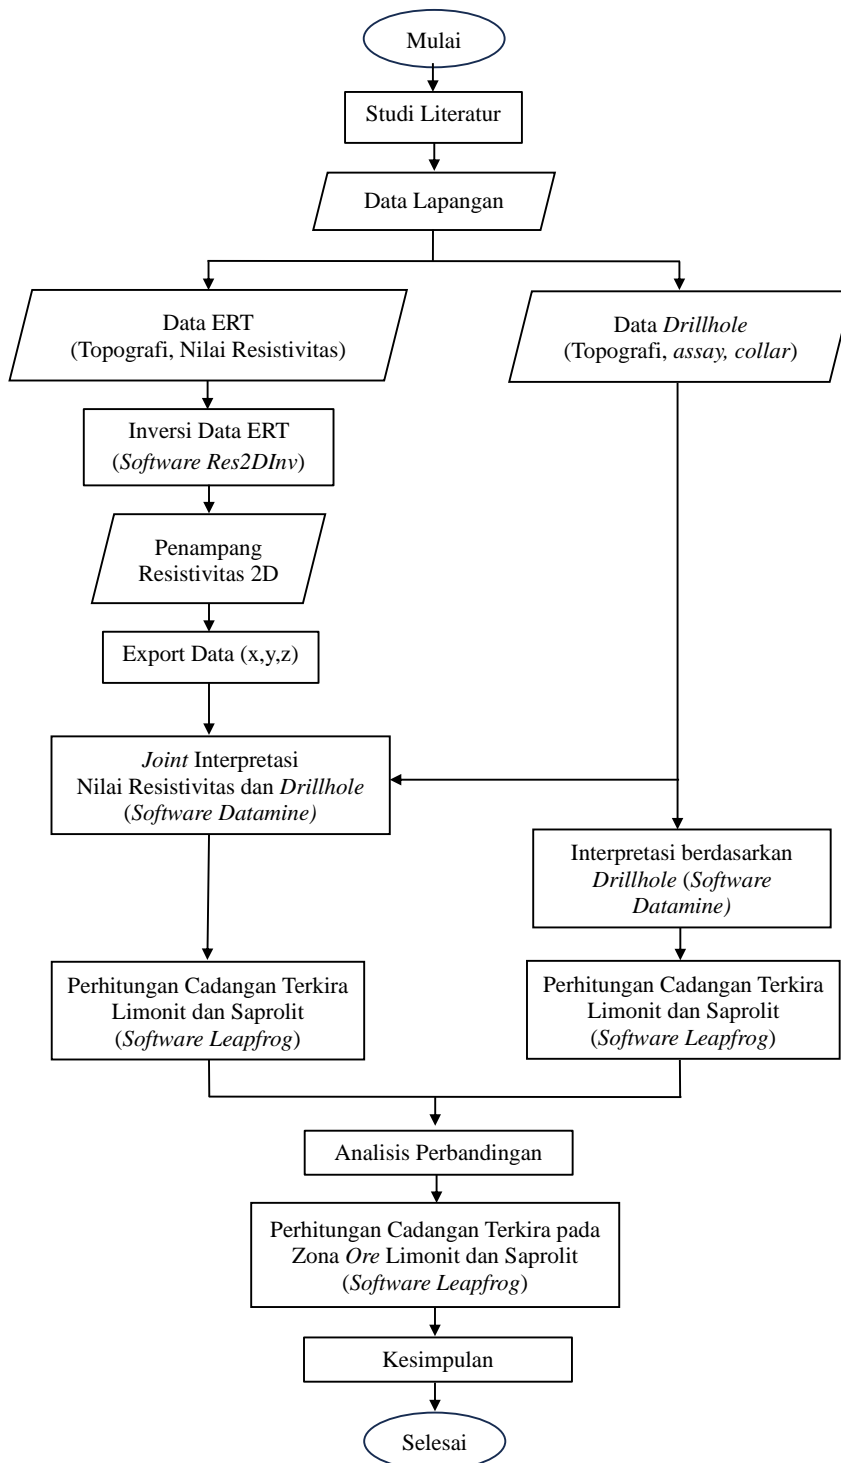 Mulai
Studi Literatur
Data Lapangan
Data ERT
(Topografi, Nilai Resistivitas)
Data Drillhole
(Topografi, assay, collar)
Inversi Data ERT
(Software Res2DInv)
Penampang
Resistivitas 2D
Export Data (x,y,z)
Joint Interpretasi
Nilai Resistivitas dan Drillhole
(Software Datamine)
Interpretasi berdasarkan
Drillhole (Software
Datamine)
Perhitungan Cadangan Terkira
Limonit dan Saprolit
(Software Leapfrog)
Perhitungan Cadangan Terkira
Limonit dan Saprolit
(Software Leapfrog)
Analisis Perbandingan
Perhitungan Cadangan Terkira pada
Zona Ore Limonit dan Saprolit
(Software Leapfrog)
Kesimpulan
Selesai